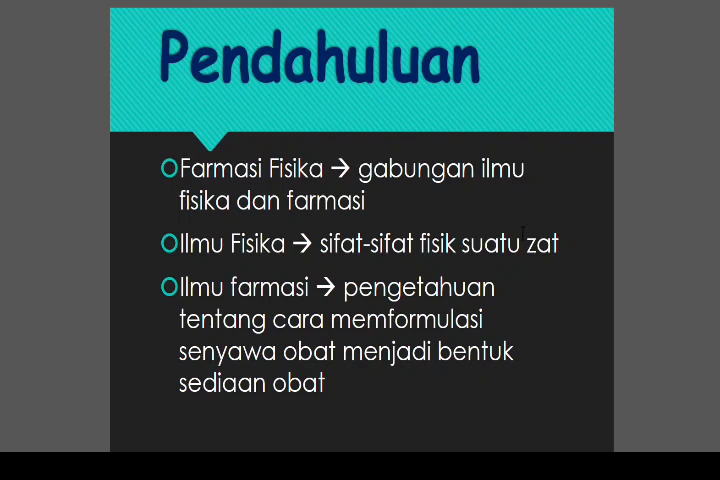 Pendahuluan
Farmasi Fisika → gabungan ilmu
fisika dan farmasi
Ilmu Fisika → sifat-sifat fisik suatu zat
Ilmu farmasi → pengetahuan
tentang cara memformulasi
senyawa obat menjadi bentuk
sediaan obat